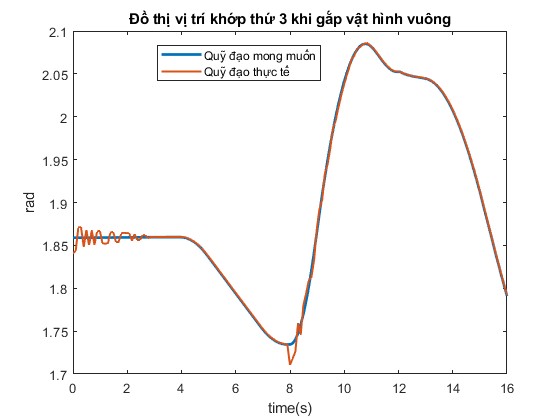 Đồ thị vị trí khớp thứ 3 khi gắp vật hình vuông
Quỹ đạo mong muốn
Quỹ đạo thực tế
2.1
2.05
2
1.95
1.9
1.85
1.8
1.75
1.7
rad
0 2 4 6 8 10 12 14 16
time(s)